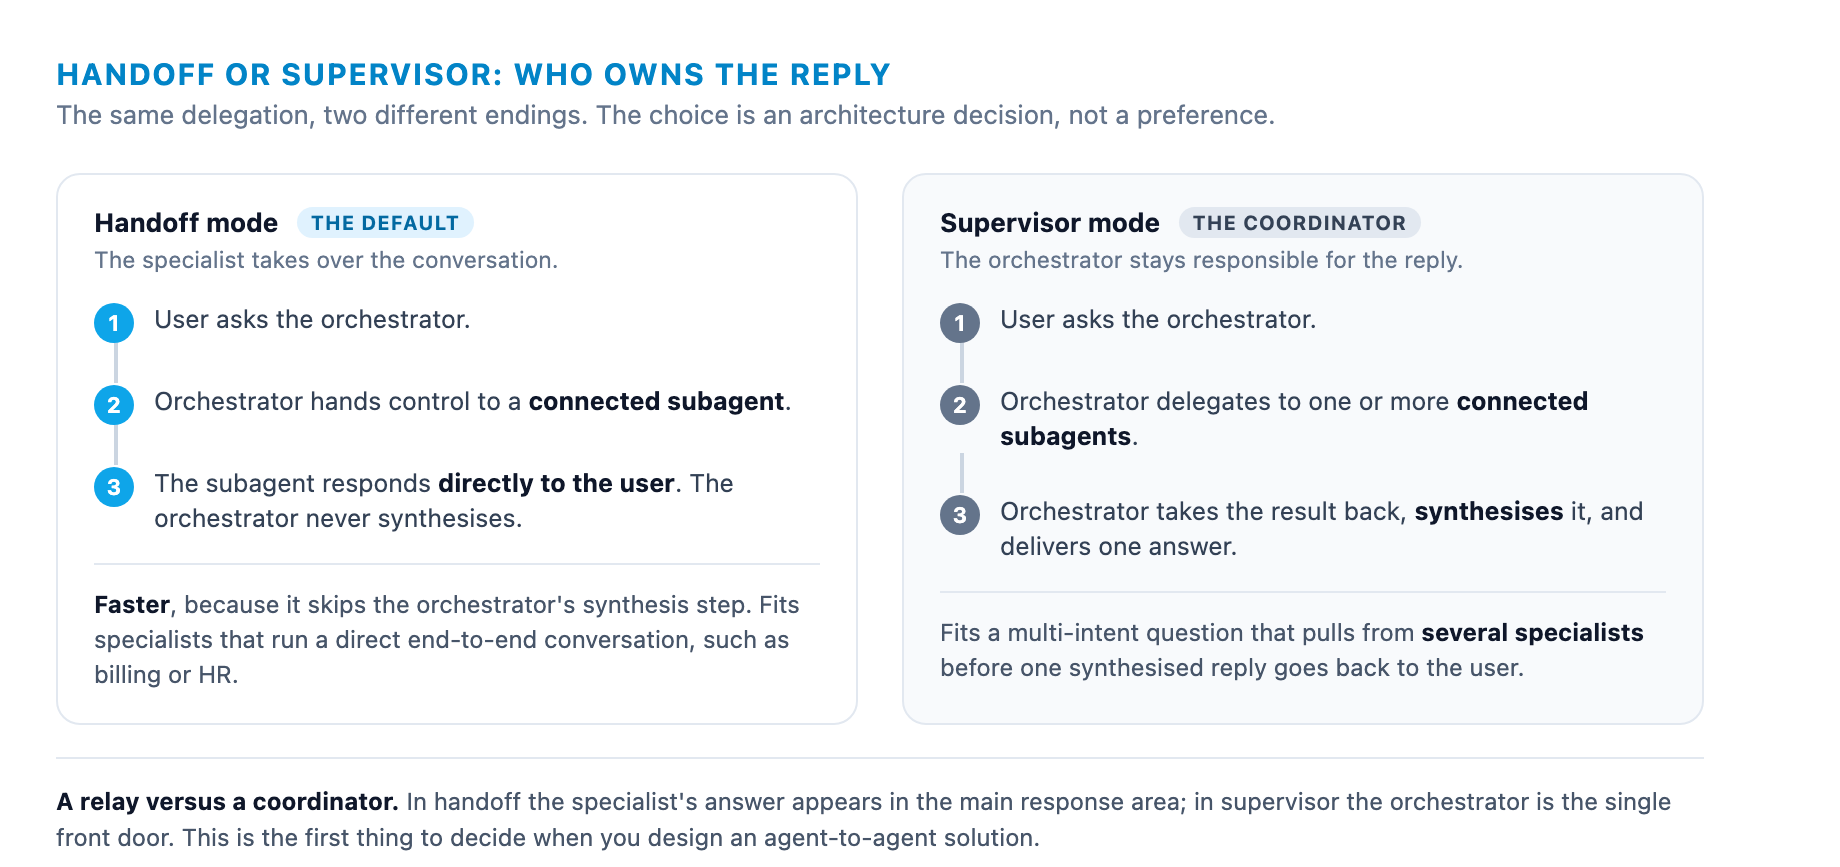 HANDOFF OR SUPERVISOR: WHO OWNS THE REPLY
The same delegation, two different endings. The choice is an architecture decision, not a preference.
Handoff mode THE DEFAULT
The specialist takes over the conversation.
1 User asks the orchestrator.
2 Orchestrator hands control to a connected subagent.
3 The subagent responds directly to the user. The
orchestrator never synthesises.
Faster, because it skips the orchestrator's synthesis step. Fits
specialists that run a direct end-to-end conversation, such as
billing or HR.
Supervisor mode THE COORDINATOR
The orchestrator stays responsible for the reply.
1 User asks the orchestrator.
2 Orchestrator delegates to one or more connected
subagents.
3 Orchestrator takes the result back, synthesises it, and
delivers one answer.
Fits a multi-intent question that pulls from several specialists
before one synthesised reply goes back to the user.
A relay versus a coordinator. In handoff the specialist's answer appears in the main response area; in supervisor the orchestrator is the single
front door. This is the first thing to decide when you design an agent-to-agent solution.